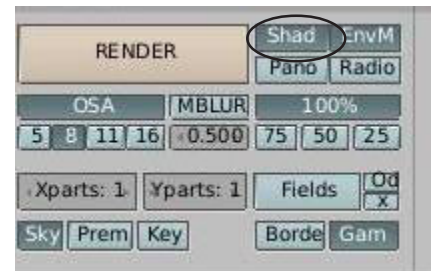 RENDER Shad EnvM
Pano Radio
OSA MBLUR 100%
5 8 11 16 0.500 75 50 25
Xparts: 1 Yparts: 1 Fields Od
x
Sky Prem Key Borde Gam